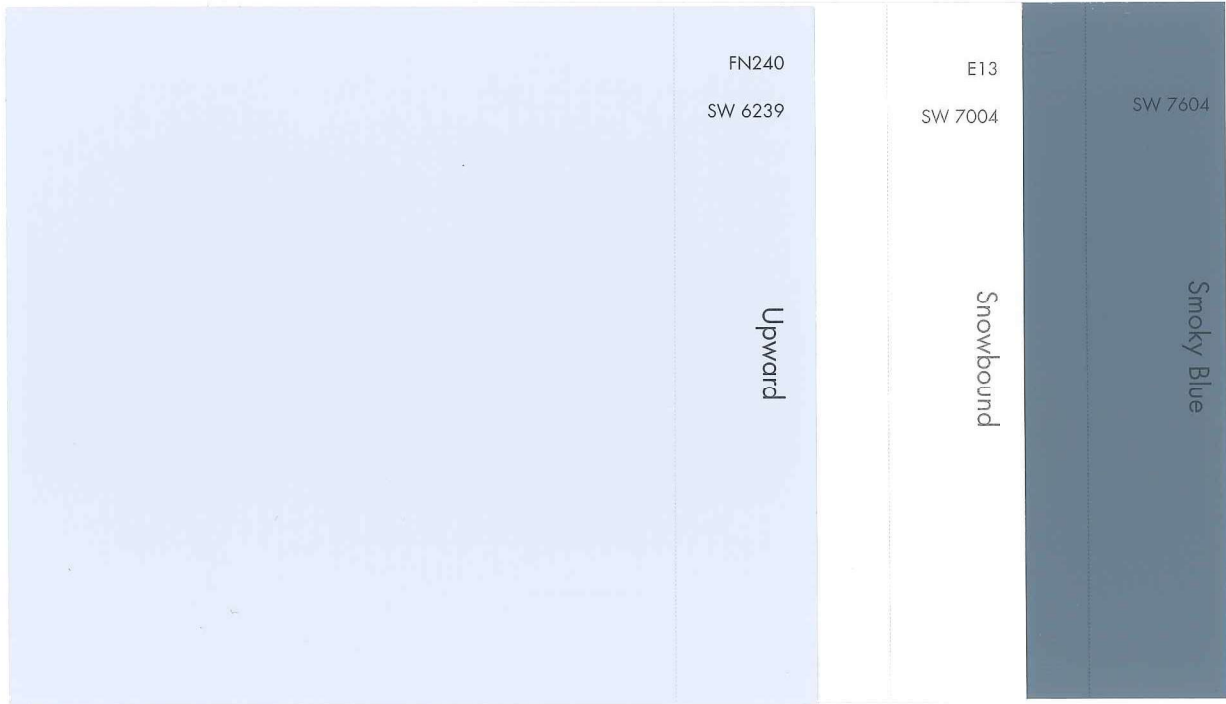 FN240
SW 6239
Upward
E13
SW 7004
Snowbound
SW 7604
Smoky Blue